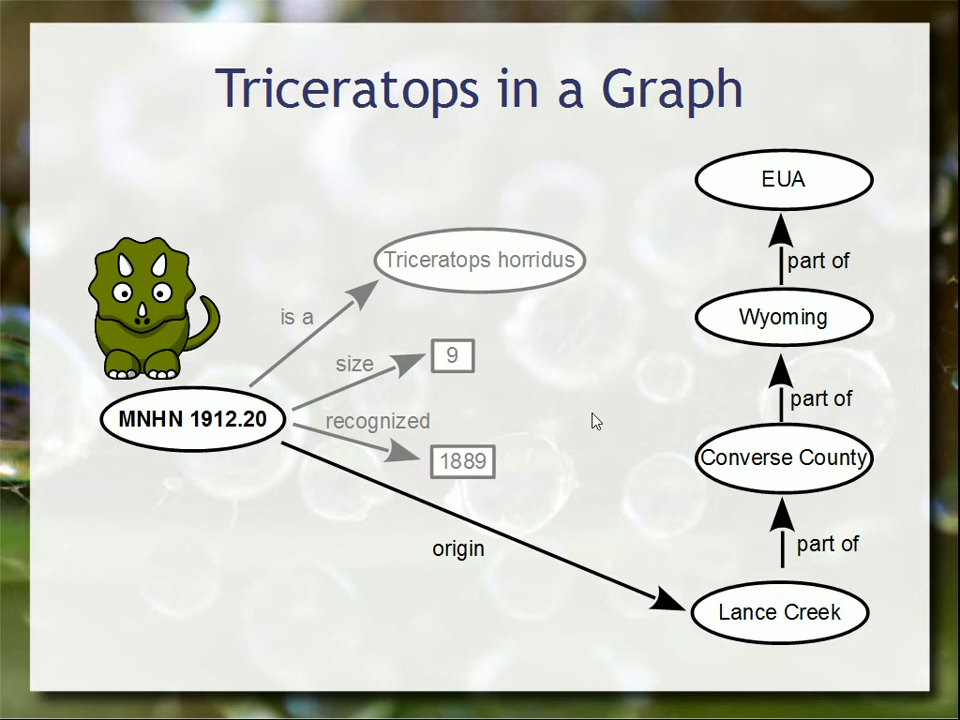 Triceratops in a Graph
EUA
part of
Triceratops horridus
is a
Wyoming
size
9
part of
MNHN 1912.20
recognized
1889
Converse County
origin
part of
Lance Creek